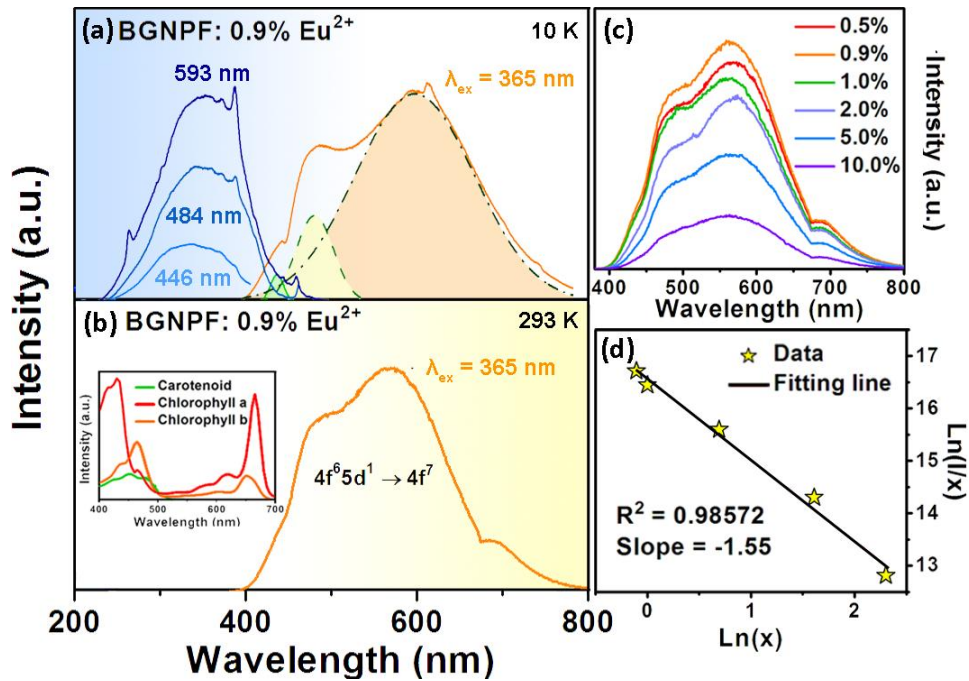 (a) BGNPF: 0.9% Eu²⁺ 10 K
593 nm
λex = 365 nm
484 nm
446 nm
Intensity (a.u.)
(b) BGNPF: 0.9% Eu²⁺ 293 K
λex = 365 nm
Carotenoid
Chlorophyll a
Chlorophyll b
Intensity (a.u.)
400 500 600 700
Wavelength (nm)
4f⁶5d¹ → 4f⁷
200 400 600 800
Wavelength (nm)
(c)
0.5%
0.9%
1.0%
2.0%
5.0%
10.0%
Intensity (a.u.)
400 500 600 700 800
Wavelength (nm)
(d)
Data
Fitting line
R² = 0.98572
Slope = -1.55
17
16
15
14
13
Ln(I/x)
0 1 2
Ln(x)